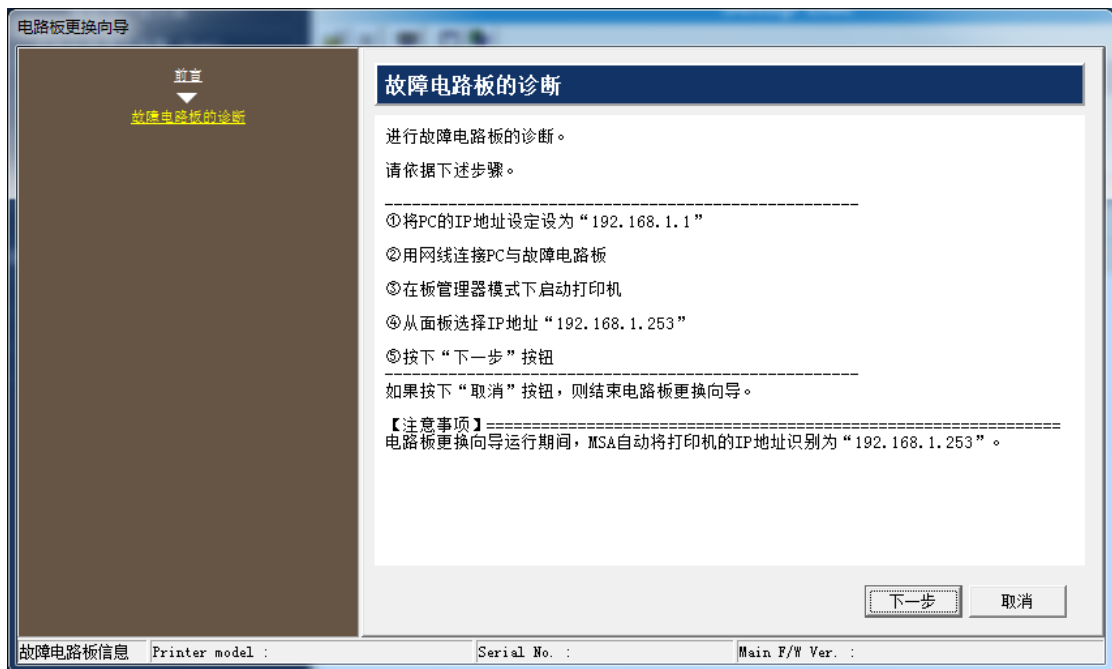 电路板更换向导
前言
故障电路板的诊断
故障电路板的诊断
进行故障电路板的诊断。
请依据下述步骤。
①将PC的IP地址设定设为“192.168.1.1”
②用网线连接PC与故障电路板
③在板管理器模式下启动打印机
④从面板选择IP地址“192.168.1.253”
⑤按下“下一步”按钮
如果按下“取消”按钮，则结束电路板更换向导。
【注意事项】
电路板更换向导运行期间，MSA自动将打印机的IP地址识别为“192.168.1.253”。
下一步 取消
故障电路板信息 Printer model : Serial No. : Main F/W Ver. :